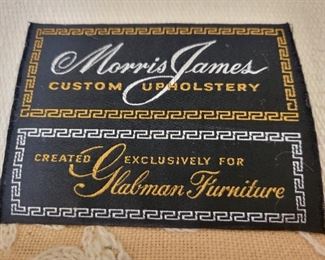 Morris James
CUSTOM UPHOLSTERY
CREATED EXCLUSIVELY FOR
Glabman Furniture